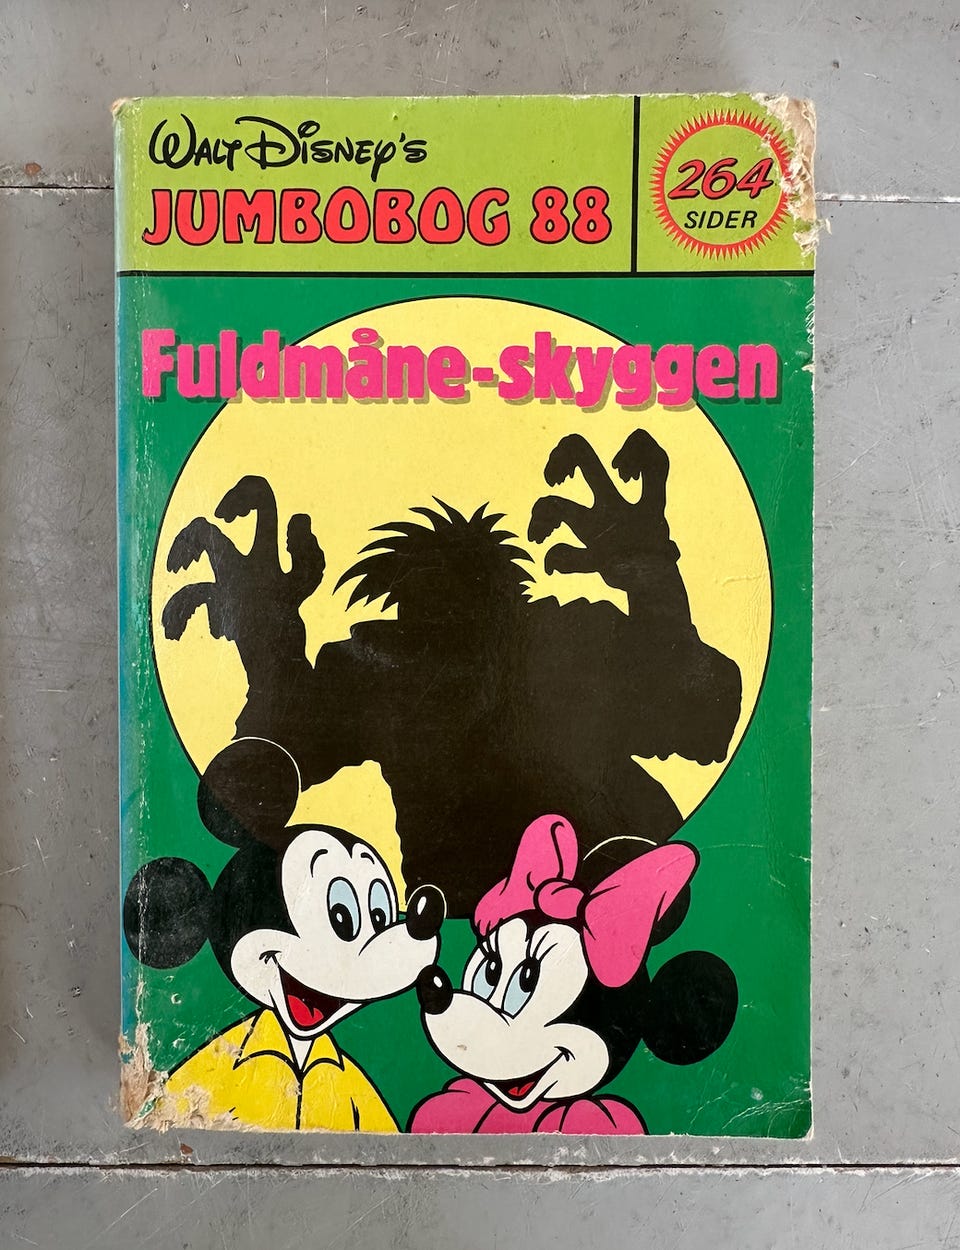 Walt Disney's
JUMBOBOG 88
264
SIDER
Fuldmåne-skyggen